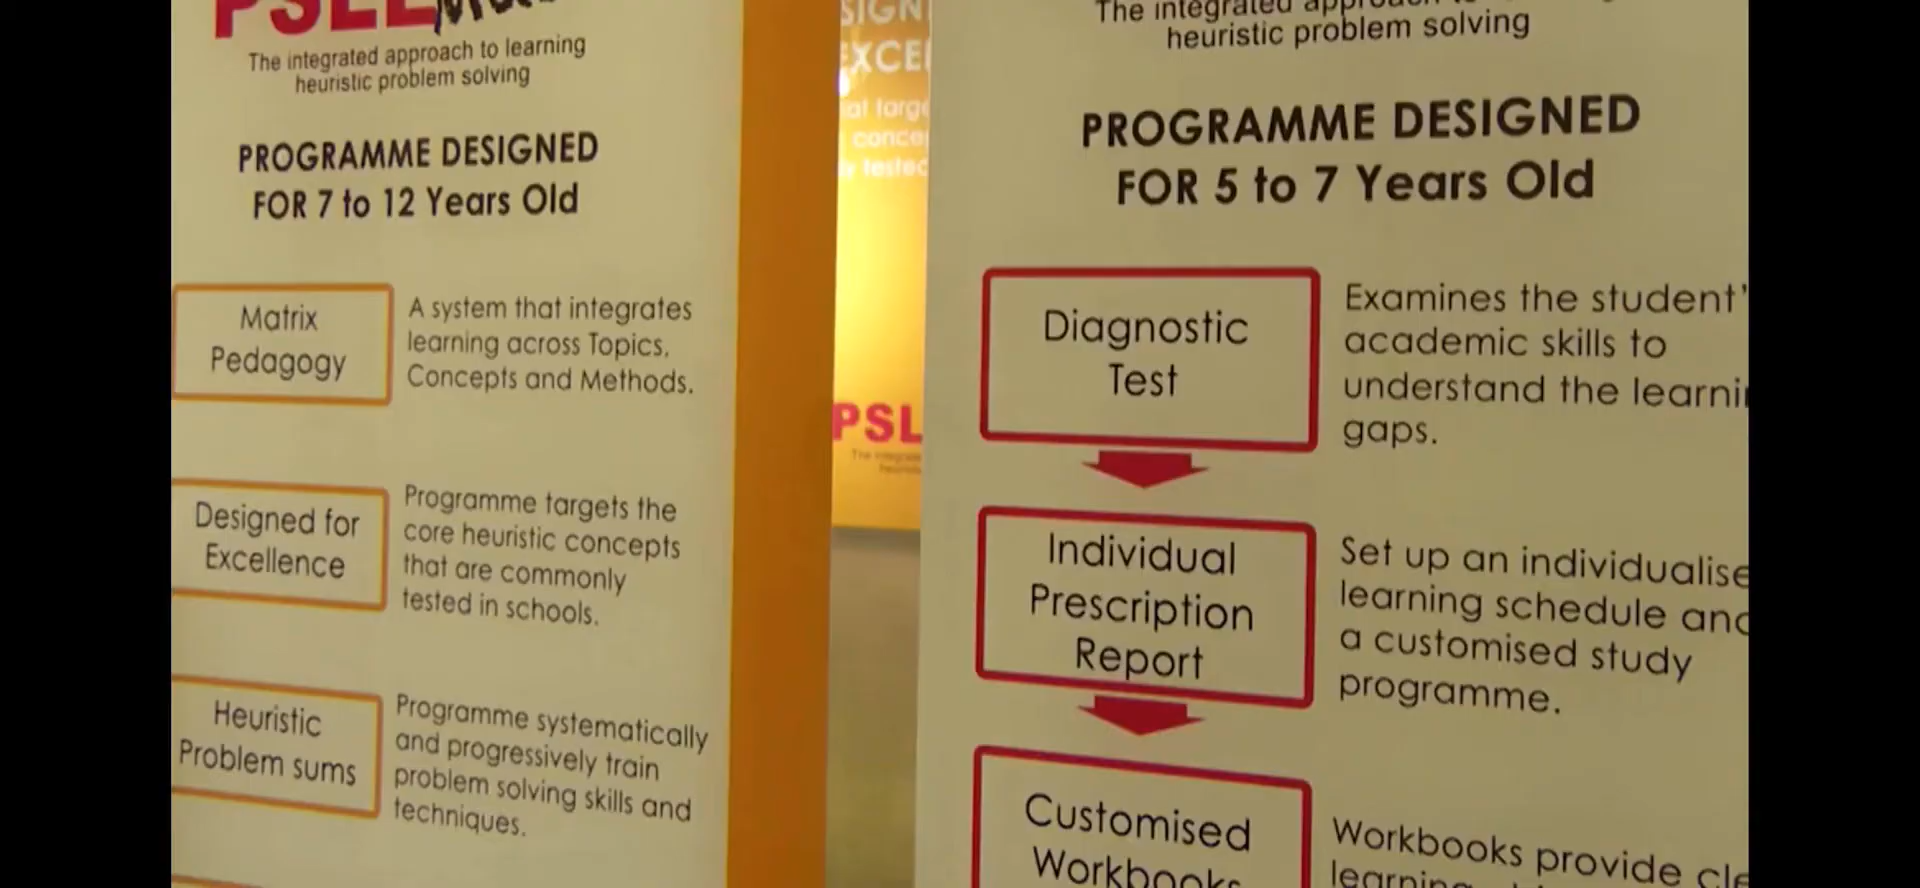 The integrated approach to learning
heuristic problem solving
PROGRAMME DESIGNED
FOR 7 to 12 Years Old
Matrix
Pedagogy
A system that integrates
learning across Topics,
Concepts and Methods.
Designed for
Excellence
Programme targets the
core heuristic concepts
that are commonly
tested in schools.
Heuristic
Problem sums
Programme systematically
and progressively train
problem solving skills and
techniques.
PSL
The integrated approach
heuristic problem solving
PROGRAMME DESIGNED
FOR 5 to 7 Years Old
Diagnostic
Test
Examines the student'
academic skills to
understand the learni
gaps.
Individual
Prescription
Report
Set up an individualise
learning schedule and
a customised study
programme.
Customised
Workbooks
Workbooks provide cle